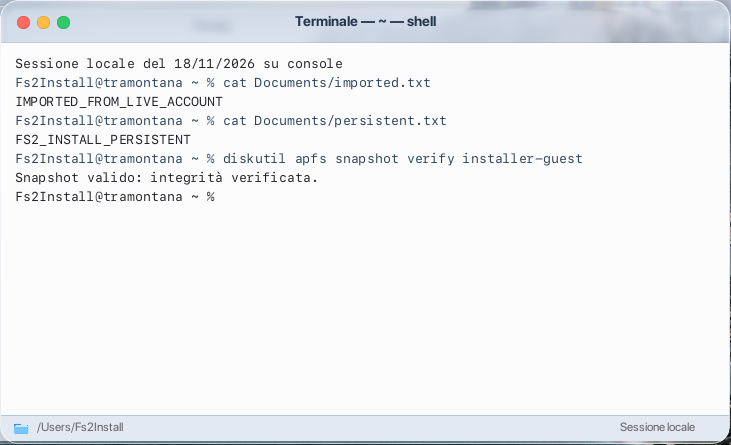 Terminale — ~ — shell
Sessione locale del 18/11/2026 su console
Fs2Install@tramontana ~ % cat Documents/imported.txt
IMPORTED_FROM_LIVE_ACCOUNT
Fs2Install@tramontana ~ % cat Documents/persistent.txt
FS2_INSTALL_PERSISTENT
Fs2Install@tramontana ~ % diskutil apfs snapshot verify installer-guest
Snapshot valido: integrità verificata.
Fs2Install@tramontana ~ %
/Users/Fs2Install
Sessione locale